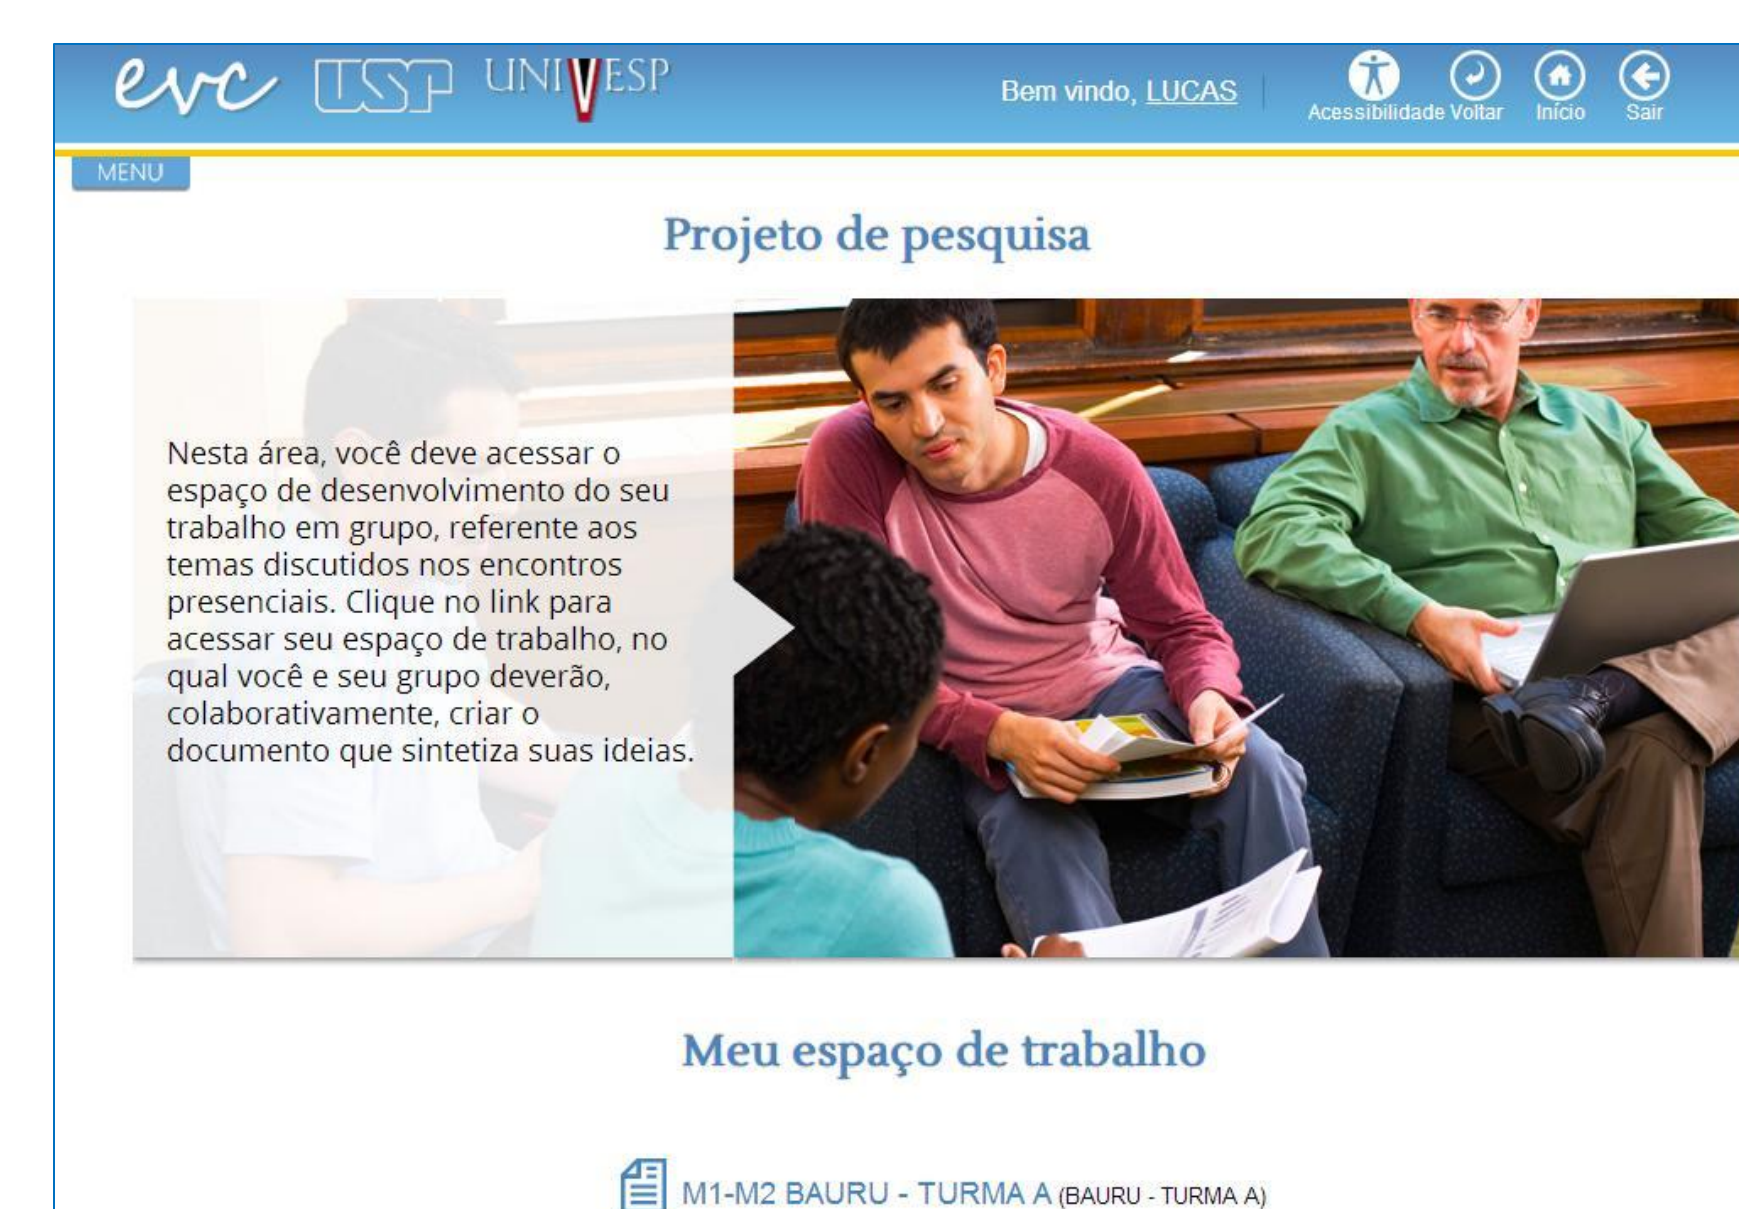 evc USP UNIVESP
Bem vindo, LUCAS
Acessibilidade Voltar Início Sair
MENU
Projeto de pesquisa
Nesta área, você deve acessar o
espaço de desenvolvimento do seu
trabalho em grupo, referente aos
temas discutidos nos encontros
presenciais. Clique no link para
acessar seu espaço de trabalho, no
qual você e seu grupo deverão,
colaborativamente, criar o
documento que sintetiza suas ideias.
Meu espaço de trabalho
M1-M2 BAURU - TURMA A (BAURU - TURMA A)